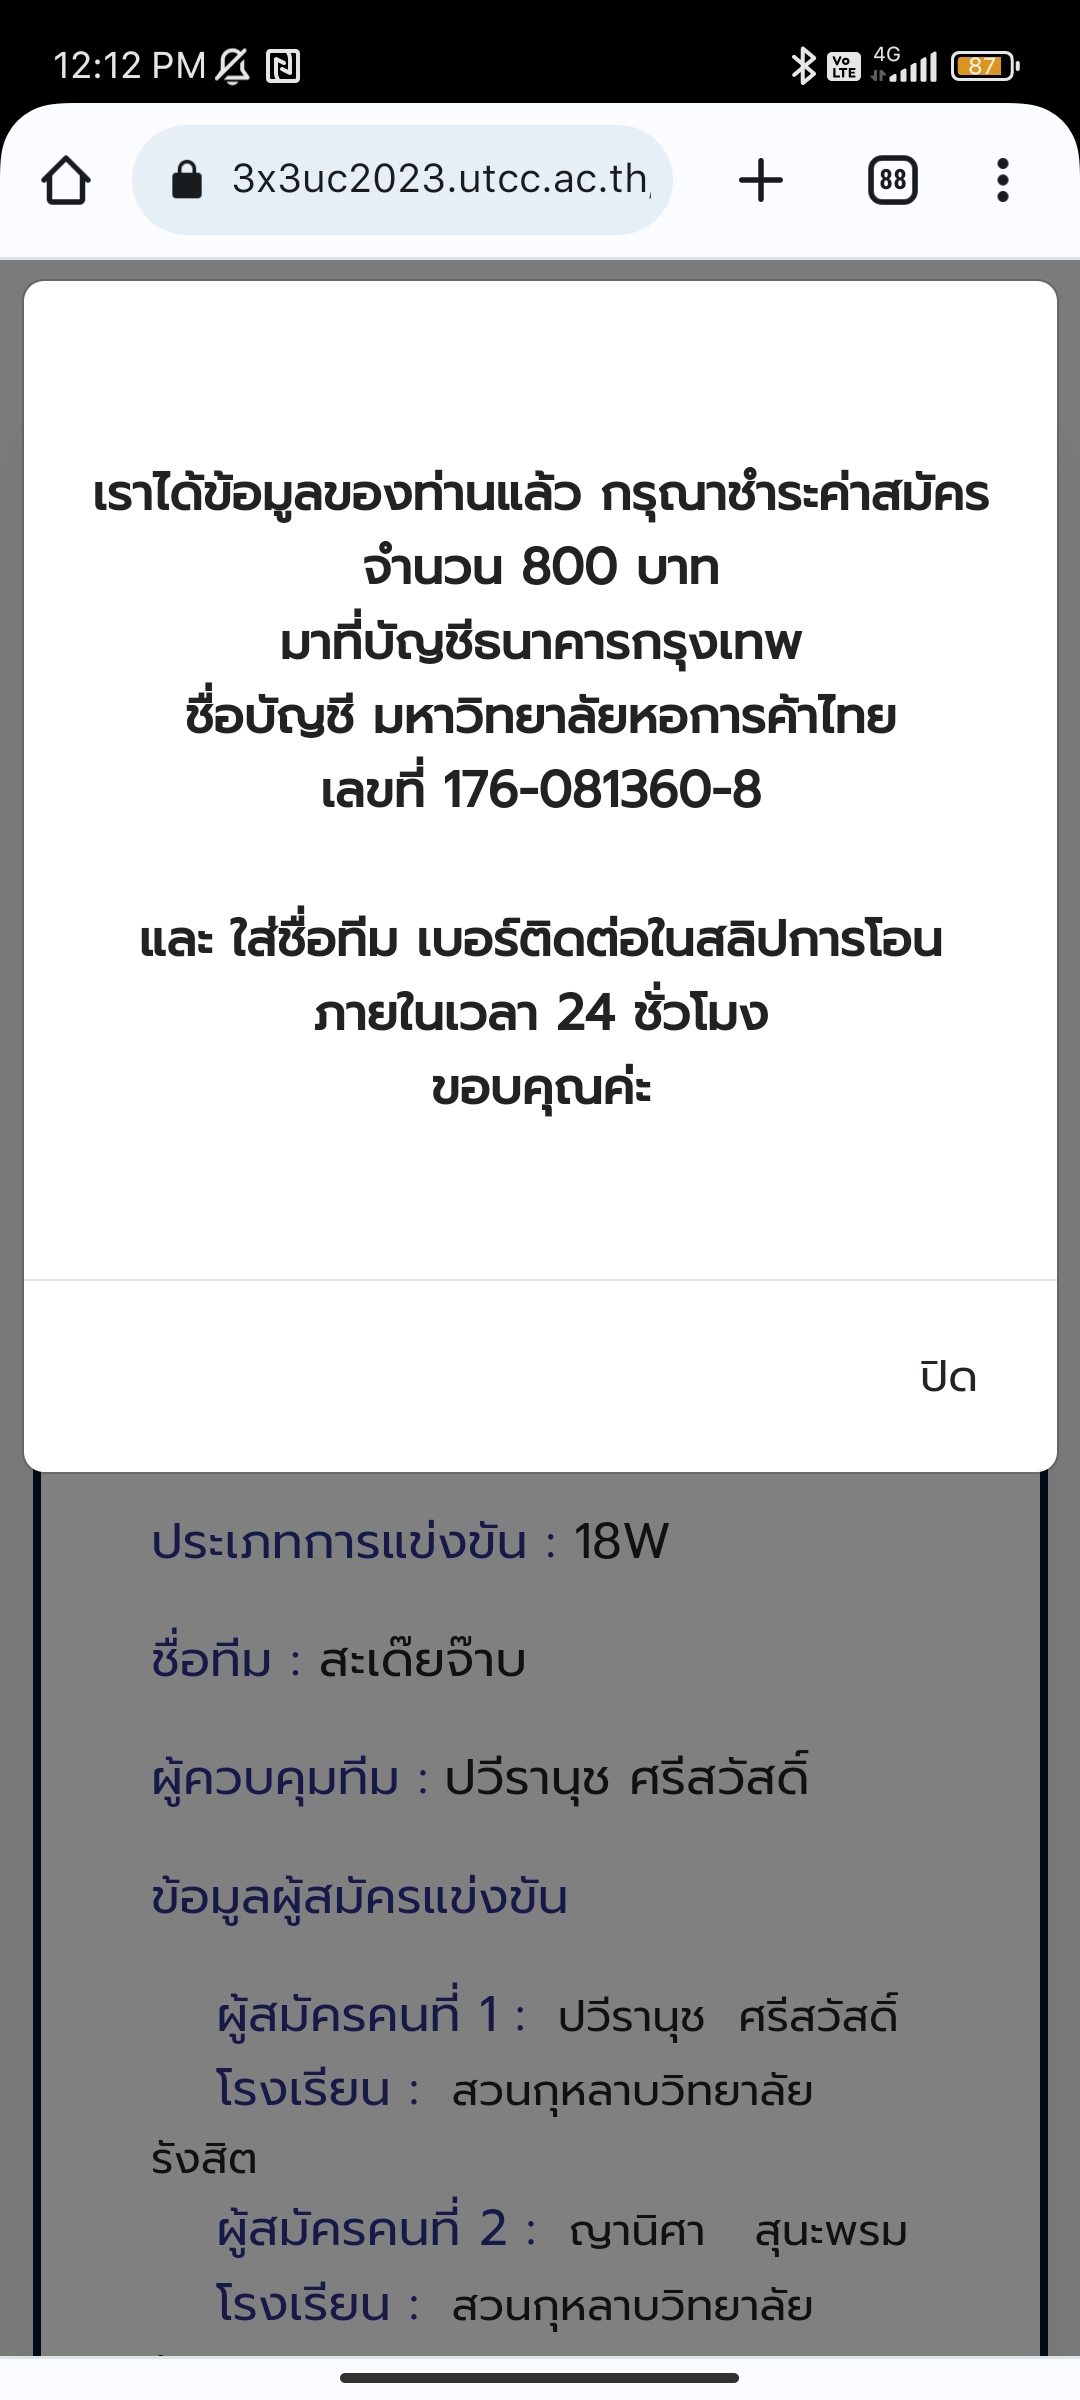 12:12 PM
4G
Vo
LTE
87
3x3uc2023.utcc.ac.th
88
เราได้ข้อมูลของท่านแล้ว กรุณาชำระค่าสมัคร
จำนวน 800 บาท
มาที่บัญชีธนาคารกรุงเทพ
ชื่อบัญชี มหาวิทยาลัยหอการค้าไทย
เลขที่ 176-081360-8
และ ใส่ชื่อทีม เบอร์ติดต่อในสลิปการโอน
ภายในเวลา 24 ชั่วโมง
ขอบคุณค่ะ
ปิด
ประเภทการแข่งขัน : 18W
ชื่อทีม : สะเด๊ยจ๊าบ
ผู้ควบคุมทีม : ปวีรานุช ศรีสวัสดิ์
ข้อมูลผู้สมัครแข่งขัน
ผู้สมัครคนที่ 1 : ปวีรานุช ศรีสวัสดิ์
โรงเรียน : สวนกุหลาบวิทยาลัย
รังสิต
ผู้สมัครคนที่ 2 : ญานิศา สุนะพรม
โรงเรียน : สวนกุหลาบวิทยาลัย